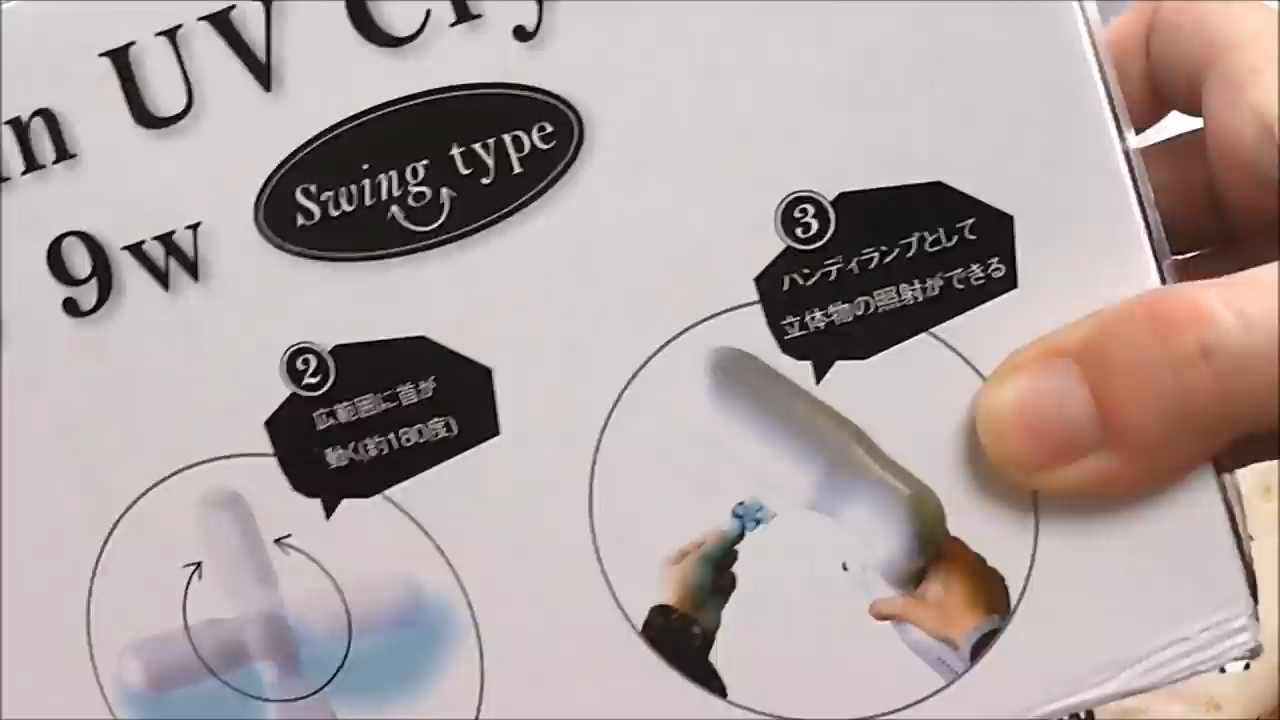 UV
9w
Swing type
2
広範囲に首が
動く(約180度)
3
ハンディランプとして
立体物の照射ができる